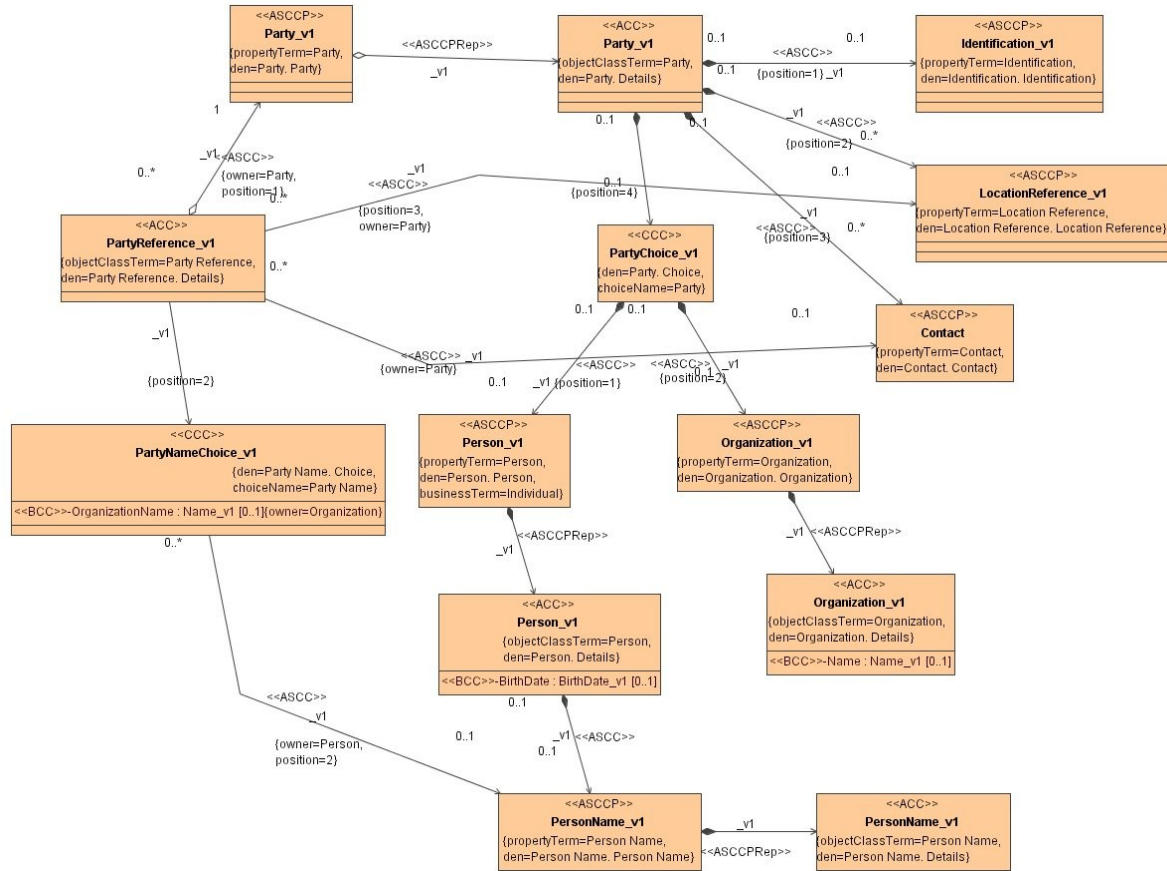 <<ASCCP>>
Party_v1
{propertyTerm=Party,
den=Party. Party}
<<ASCCPRep>>
_v1
<<ACC>>
Party_v1
{objectClassTerm=Party,
den=Party. Details}
0..1
0..1
<<ASCC>>
0..1
{position=1} _v1
<<ASCCP>>
Identification_v1
{propertyTerm=Identification,
den=Identification. Identification}
1
0..*
_v1
<<ASCC>>
{owner=Party,
position=1}
0..1
0..1
_v1
<<ASCC>>
{position=2}
0..*
0..*
_v1
<<ASCC>>
{position=3,
owner=Party}
0..1
{position=4}
0..1
<<ASCCP>>
LocationReference_v1
{propertyTerm=Location Reference,
den=Location Reference. Location Reference}
<<ACC>>
PartyReference_v1
{objectClassTerm=Party Reference,
den=Party Reference. Details}
0..*
<<CCC>>
PartyChoice_v1
{den=Party. Choice,
choiceName=Party}
_v1
<<ASCC>>
{position=3}
0..*
0..1
0..1
0..1
<<ASCCP>>
Contact
{propertyTerm=Contact,
den=Contact. Contact}
_v1
{position=2}
<<ASCC>> _v1
{owner=Party}
0..1
<<ASCC>>
_v1
{position=1}
<<ASCC>>
_v1
0..1
{position=2}
<<CCC>>
PartyNameChoice_v1
{den=Party Name. Choice,
choiceName=Party Name}
<<BCC>>-OrganizationName : Name_v1 [0..1]{owner=Organization}
0..*
<<ASCCP>>
Person_v1
{propertyTerm=Person,
den=Person. Person,
businessTerm=Individual}
<<ASCCP>>
Organization_v1
{propertyTerm=Organization,
den=Organization. Organization}
<<ASCCPRep>>
_v1
_v1 <<ASCCPRep>>
<<ACC>>
Person_v1
{objectClassTerm=Person,
den=Person. Details}
<<BCC>>-BirthDate : BirthDate_v1 [0..1]
<<ACC>>
Organization_v1
{objectClassTerm=Organization,
den=Organization. Details}
<<BCC>>-Name : Name_v1 [0..1]
<<ASCC>>
_v1
{owner=Person,
position=2}
0..1
0..1
_v1 <<ASCC>>
0..1
<<ASCCP>>
PersonName_v1
{propertyTerm=Person Name,
den=Person Name. Person Name}
_v1
<<ASCCPRep>>
<<ACC>>
PersonName_v1
{objectClassTerm=Person Name,
den=Person Name. Details}